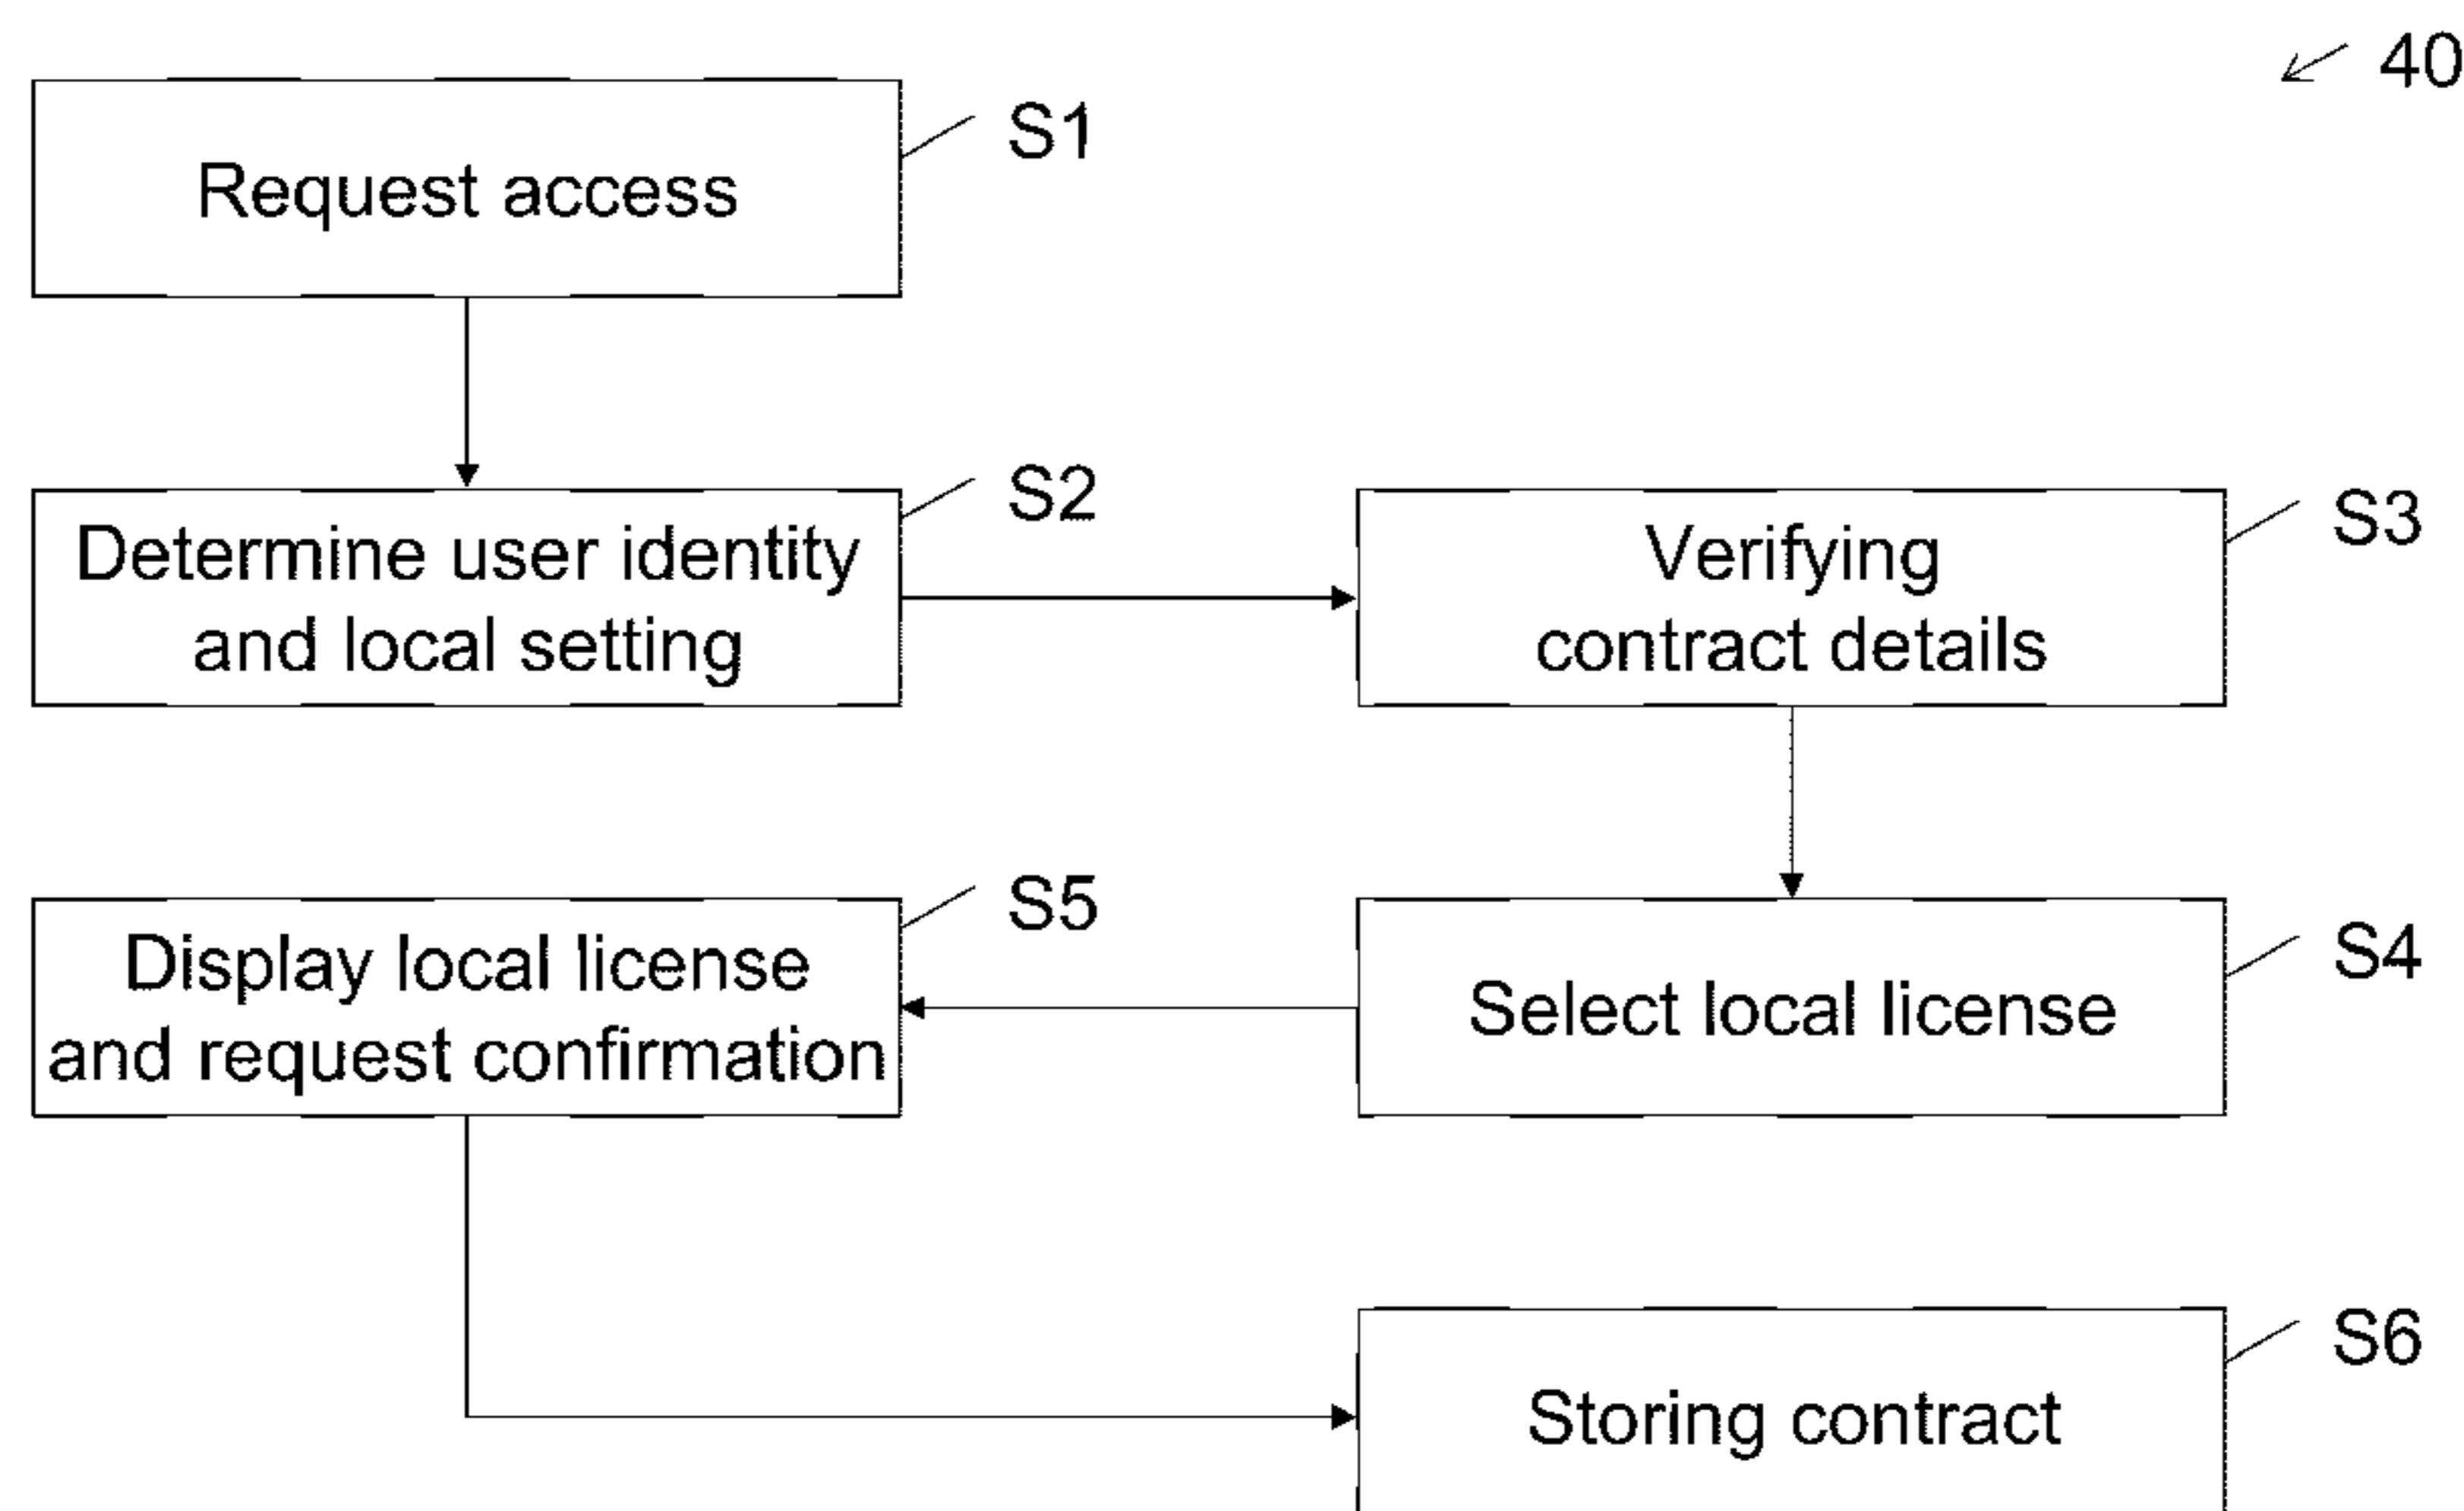 40
Request access
S1
Determine user identity
and local setting
S2
Verifying
contract details
S3
Select local license
S4
Display local license
and request confirmation
S5
Storing contract
S6